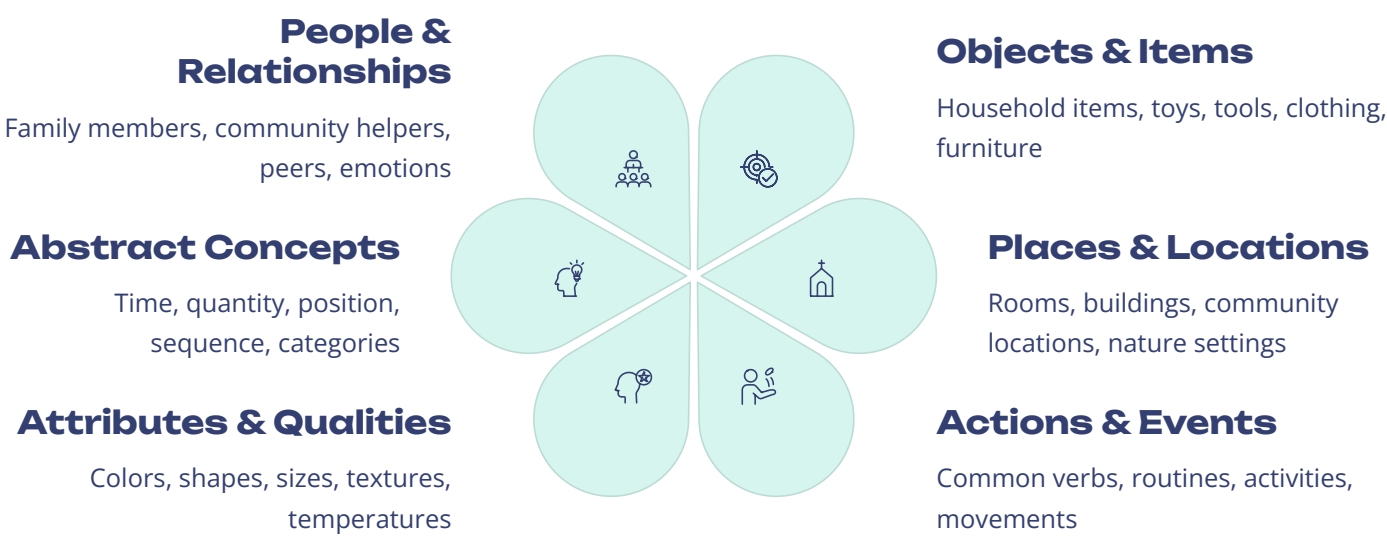 People &
Relationships
Family members, community helpers,
peers, emotions
Objects & Items
Household items, toys, tools, clothing,
furniture
Abstract Concepts
Time, quantity, position,
sequence, categories
Places & Locations
Rooms, buildings, community
locations, nature settings
Attributes & Qualities
Colors, shapes, sizes, textures,
temperatures
Actions & Events
Common verbs, routines, activities,
movements